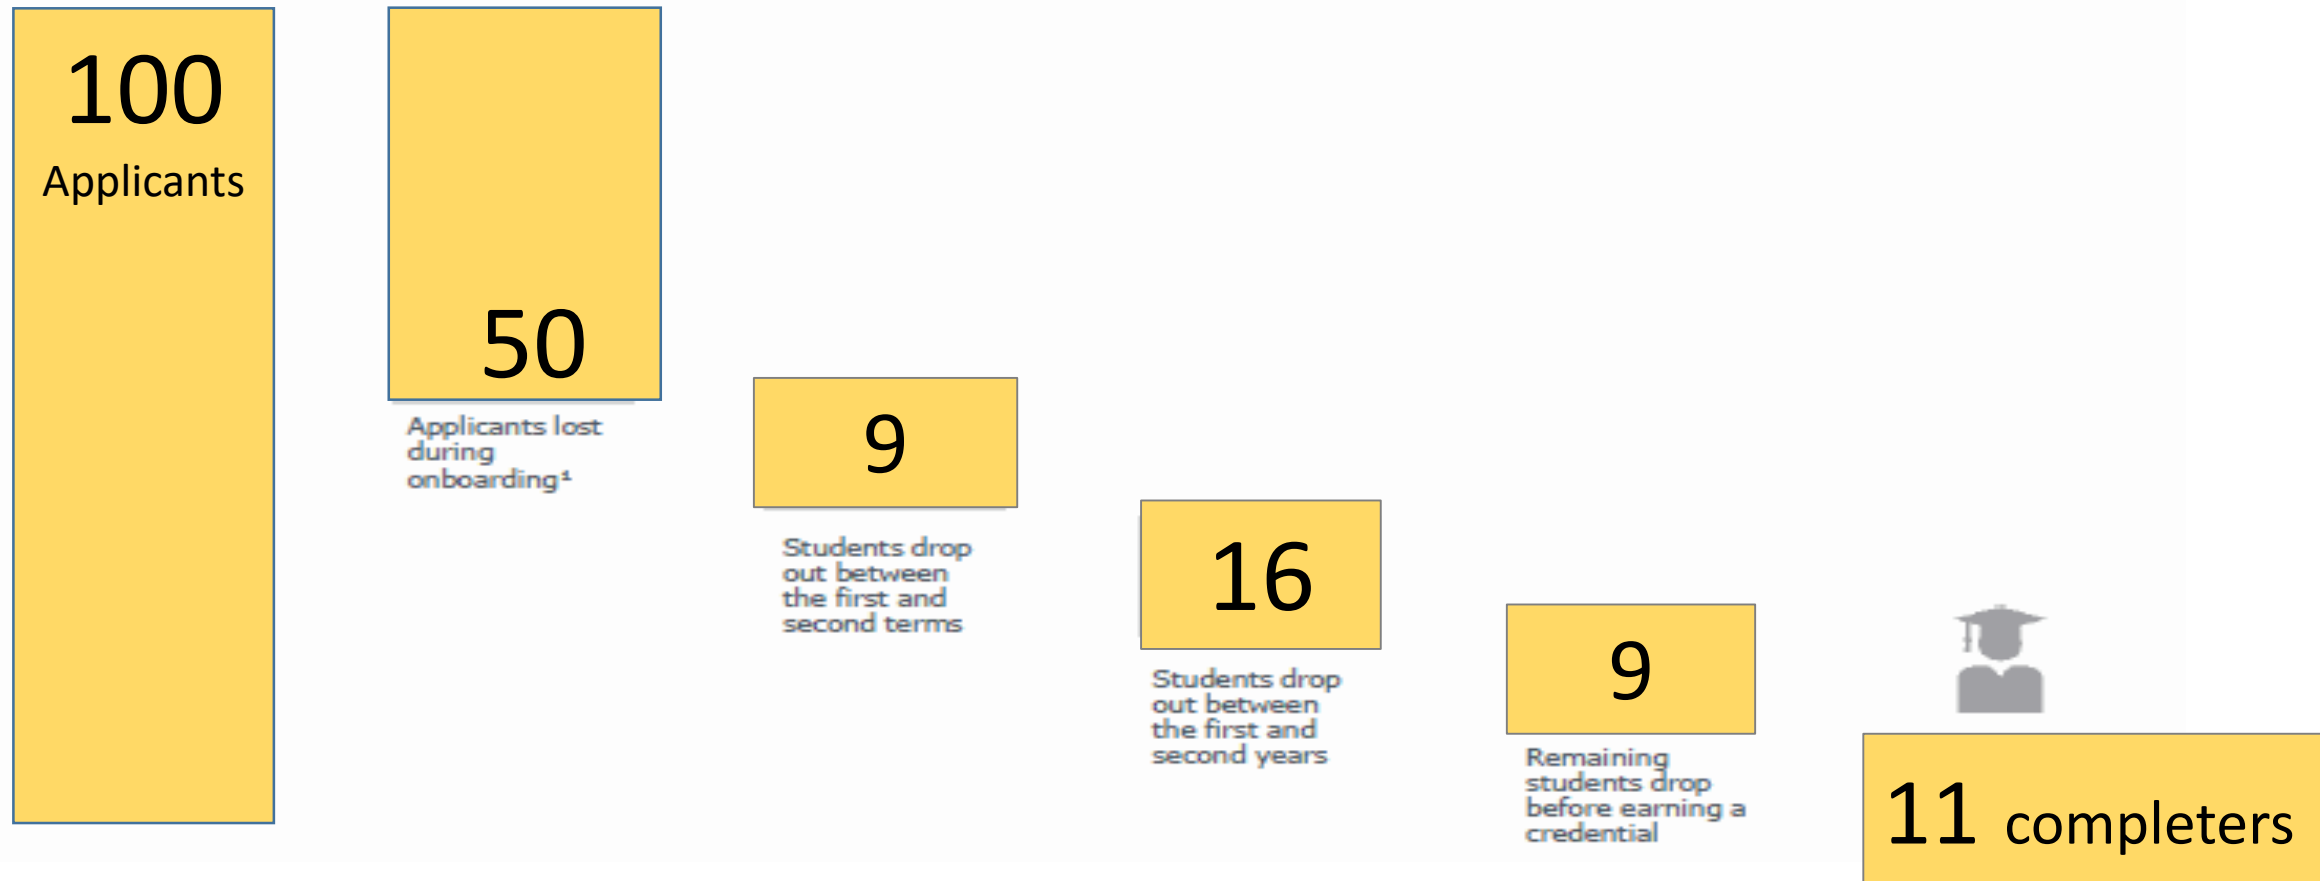 100
Applicants
50
Applicants lost
during
onboarding¹
9
Students drop
out between
the first and
second terms
16
Students drop
out between
the first and
second years
9
Remaining
students drop
before earning a
credential
11 completers